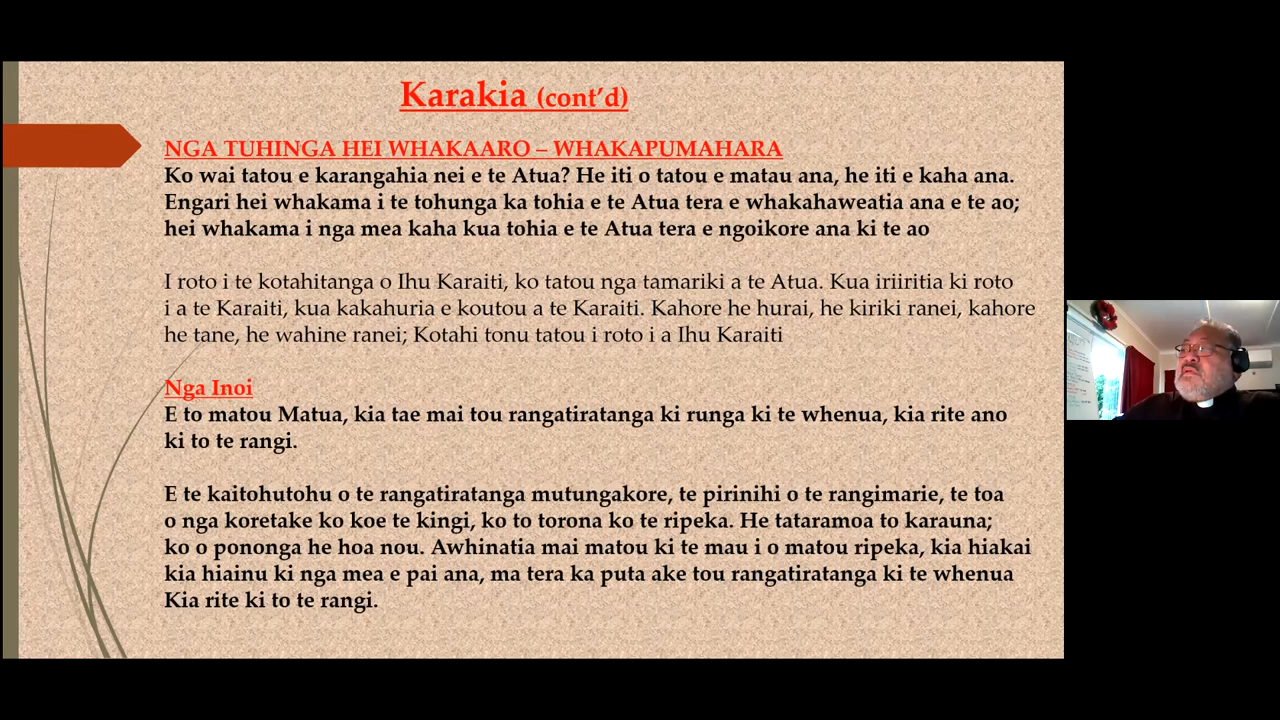 Karakia (cont’d)
NGA TUHINGA HEI WHAKAARO – WHAKAPUMAHARA
Ko wai tatou e karangahia nei e te Atua? He iti o tatou e matau ana, he iti e kaha ana.
Engari hei whakama i te tohunga ka tohia e te Atua tera e whakahaweatia ana e te ao;
hei whakama i nga mea kaha kua tohia e te Atua tera e ngoikore ana ki te ao
I roto i te kotahitanga o Ihu Karaiti, ko tatou nga tamariki a te Atua. Kua iriiritia ki roto
i a te Karaiti, kua kakahuria e koutou a te Karaiti. Kahore he hurai, he kiriki ranei, kahore
he tane, he wahine ranei; Kotahi tonu tatou i roto i a Ihu Karaiti
Nga Inoi
E to matou Matua, kia tae mai tou rangatiratanga ki runga ki te whenua, kia rite ano
ki to te rangi.
E te kaitohutohu o te rangatiratanga mutungakore, te pirinihi o te rangimarie, te toa
o nga koretake ko koe te kingi, ko to torona ko te ripeka. He tataramoa to karauna;
ko o pononga he hoa nou. Awhinatia mai matou ki te mau i o matou ripeka, kia hiakai
kia hiainu ki nga mea e pai ana, ma tera ka puta ake tou rangatiratanga ki te whenua
Kia rite ki to te rangi.